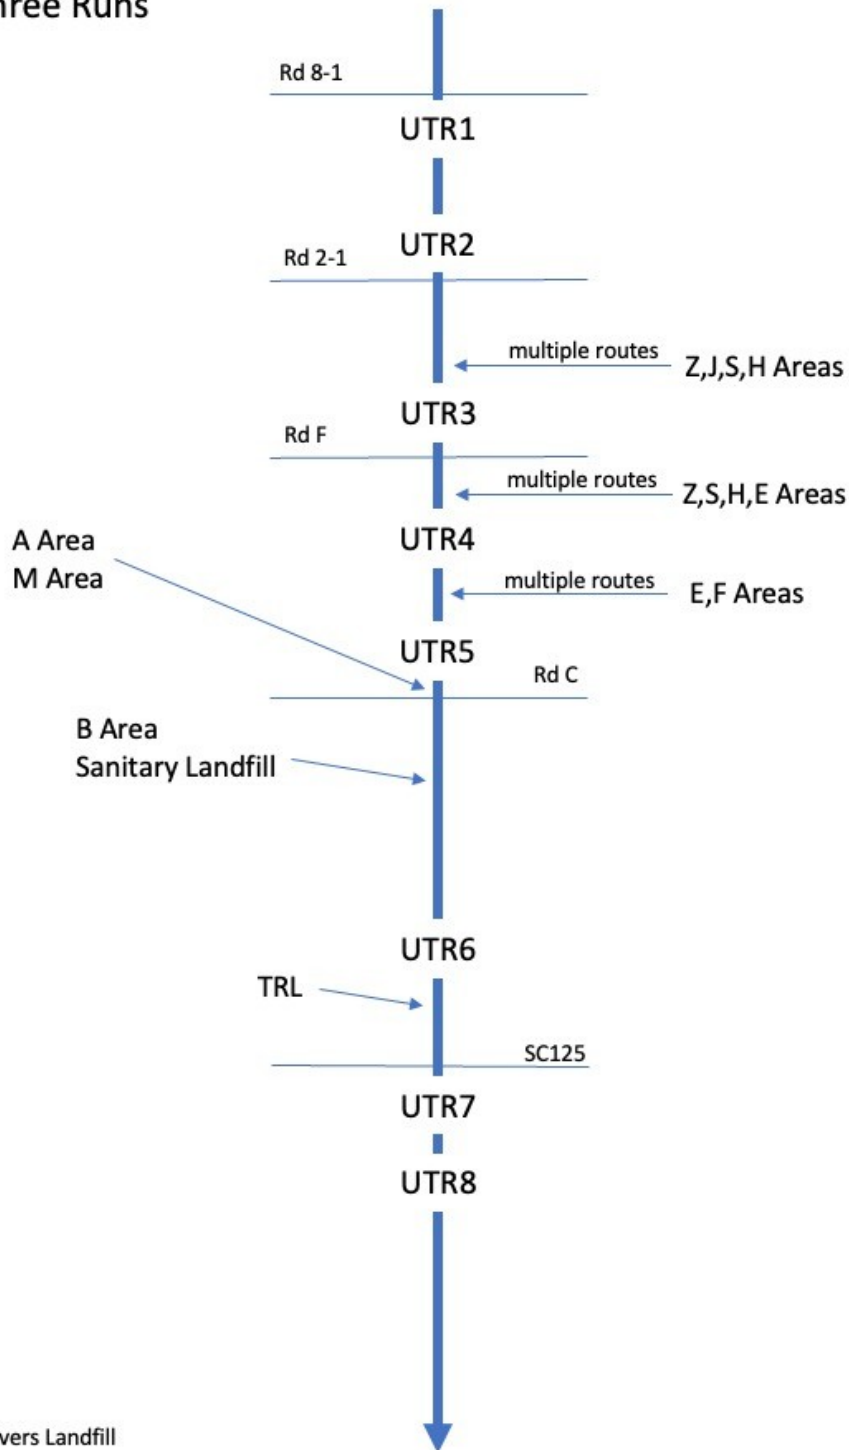 hree Runs
Rd 8-1
UTR1
UTR2
Rd 2-1
multiple routes
Z,J,S,H Areas
UTR3
Rd F
multiple routes
Z,S,H,E Areas
A Area
M Area
UTR4
multiple routes
E,F Areas
UTR5
Rd C
B Area
Sanitary Landfill
UTR6
TRL
SC125
UTR7
UTR8
vers Landfill